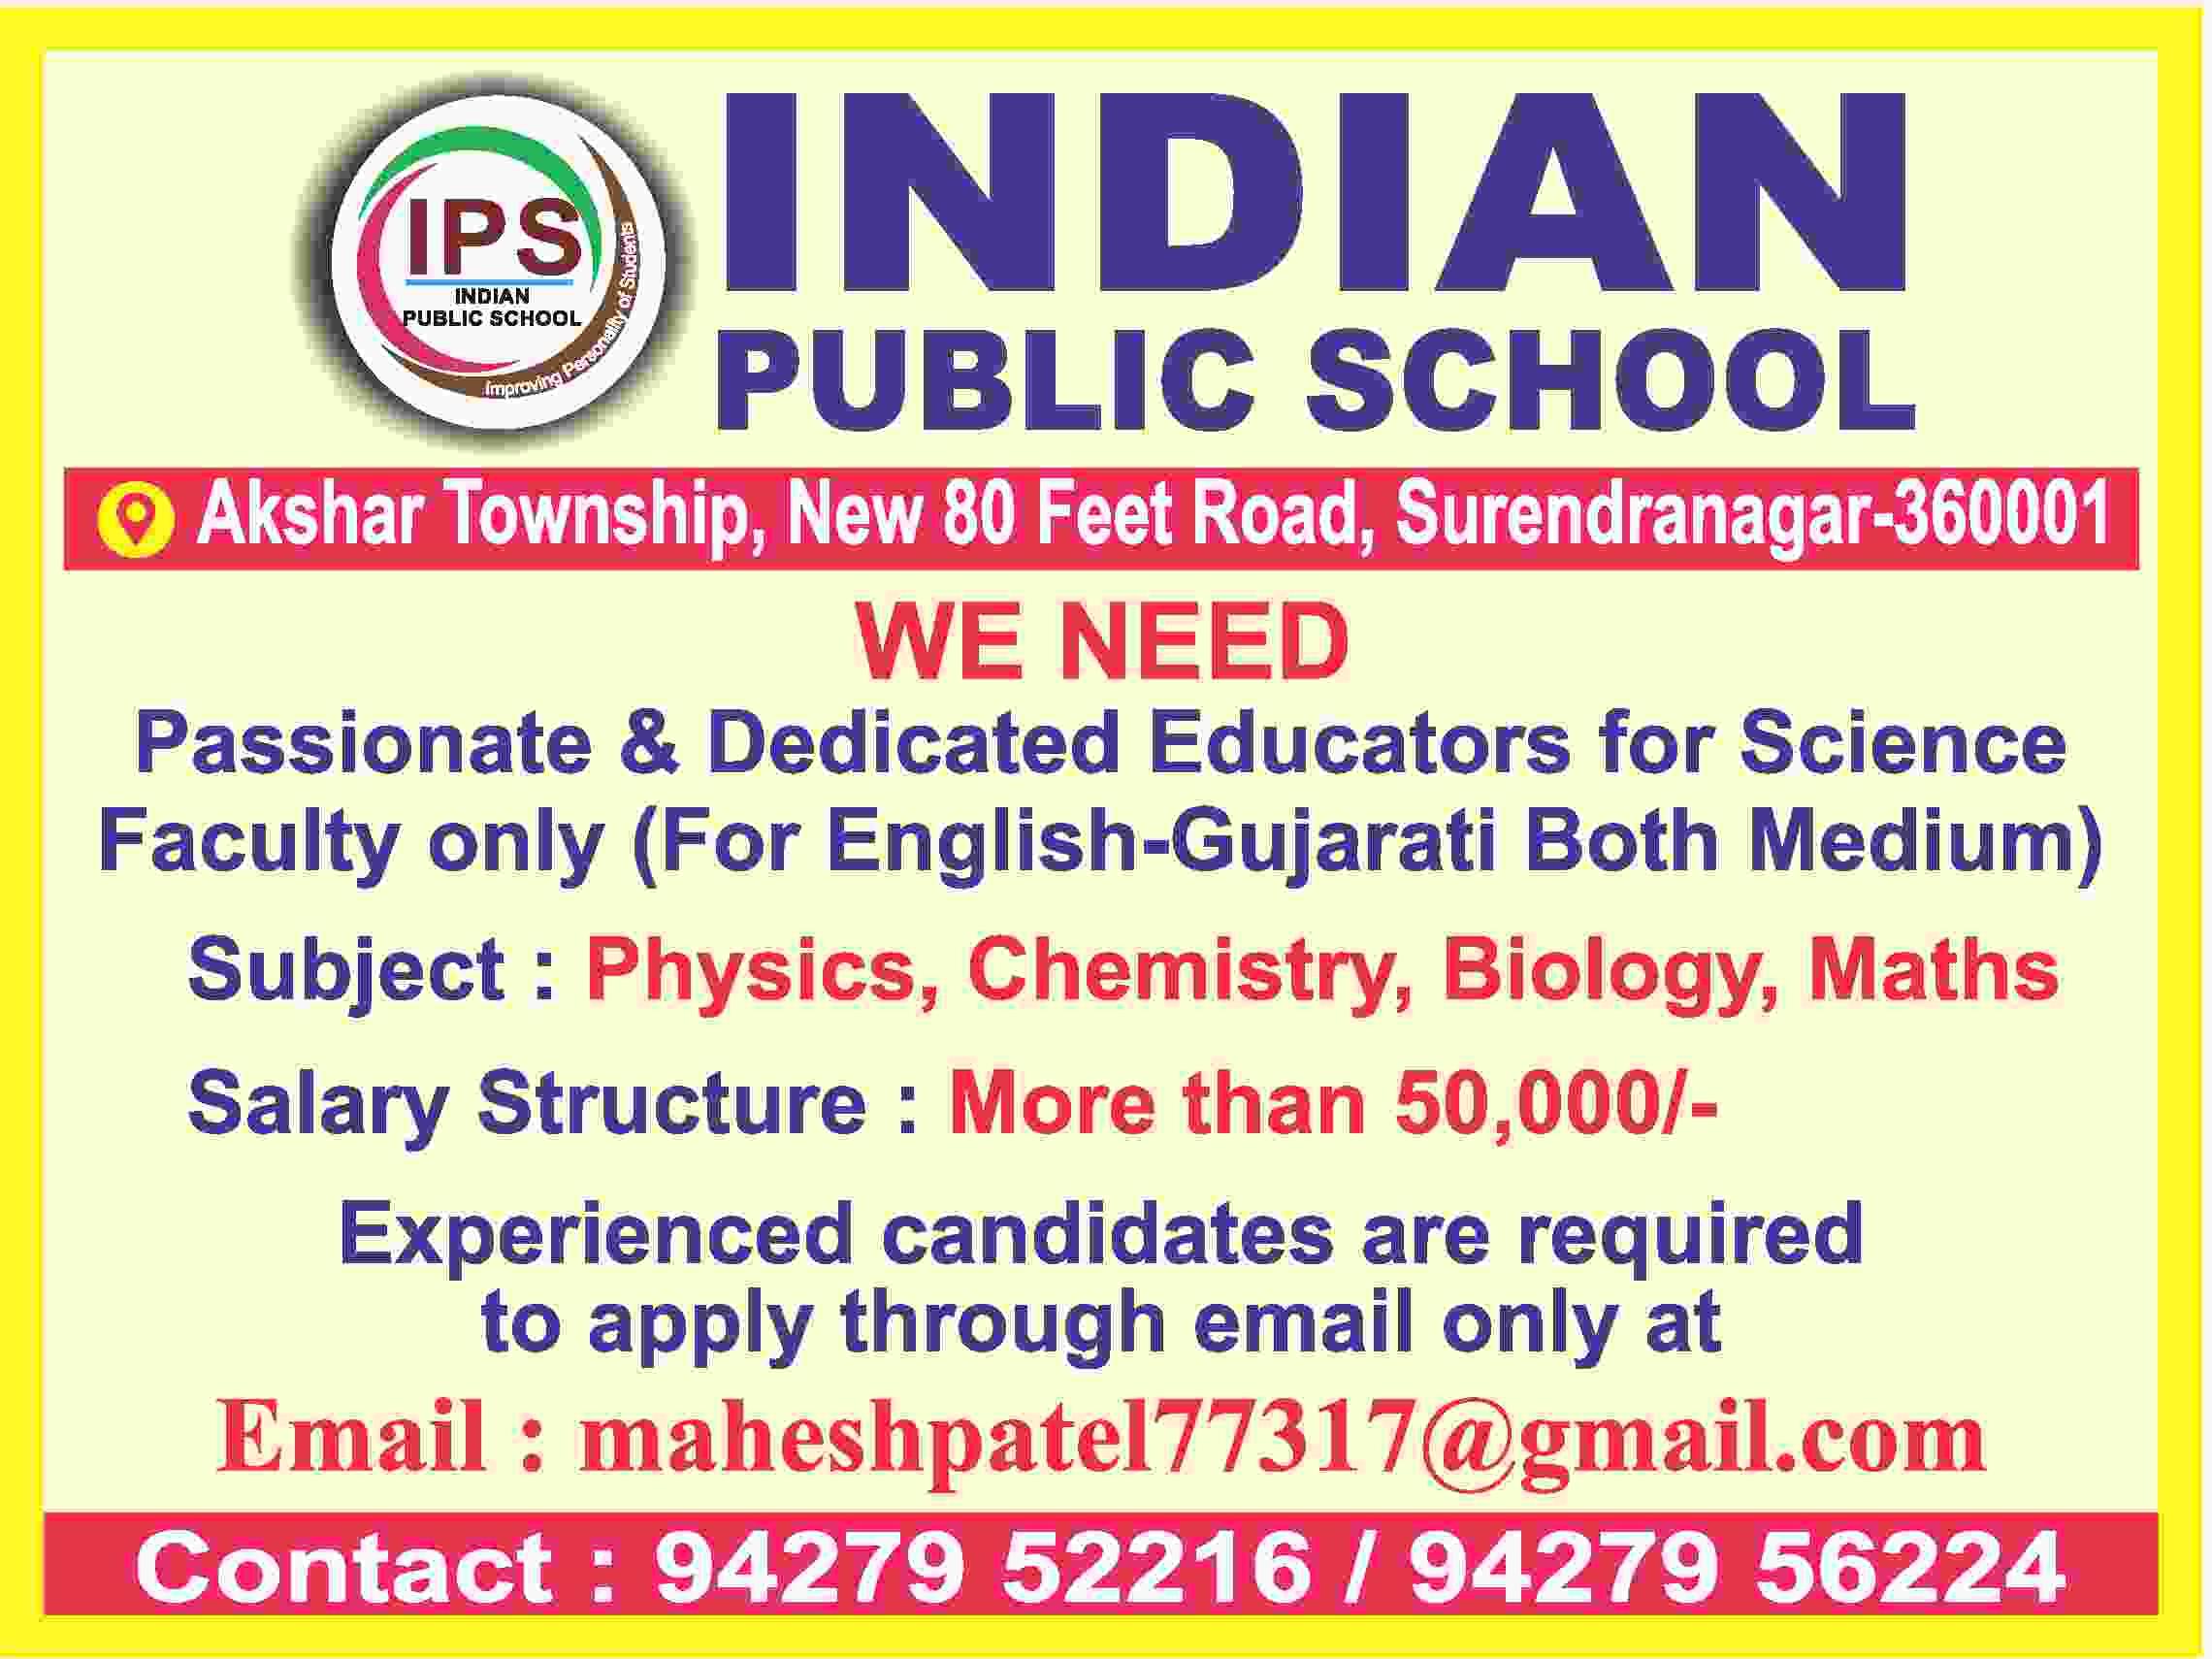 IPS
INDIAN
PUBLIC SCHOOL
Improving Personality of Students
INDIAN
PUBLIC SCHOOL
Akshar Township, New 80 Feet Road, Surendranagar-360001
WE NEED
Passionate & Dedicated Educators for Science
Faculty only (For English-Gujarati Both Medium)
Subject : Physics, Chemistry, Biology, Maths
Salary Structure : More than 50,000/-
Experienced candidates are required
to apply through email only at
Email : maheshpatel77317@gmail.com
Contact : 94279 52216 / 94279 56224